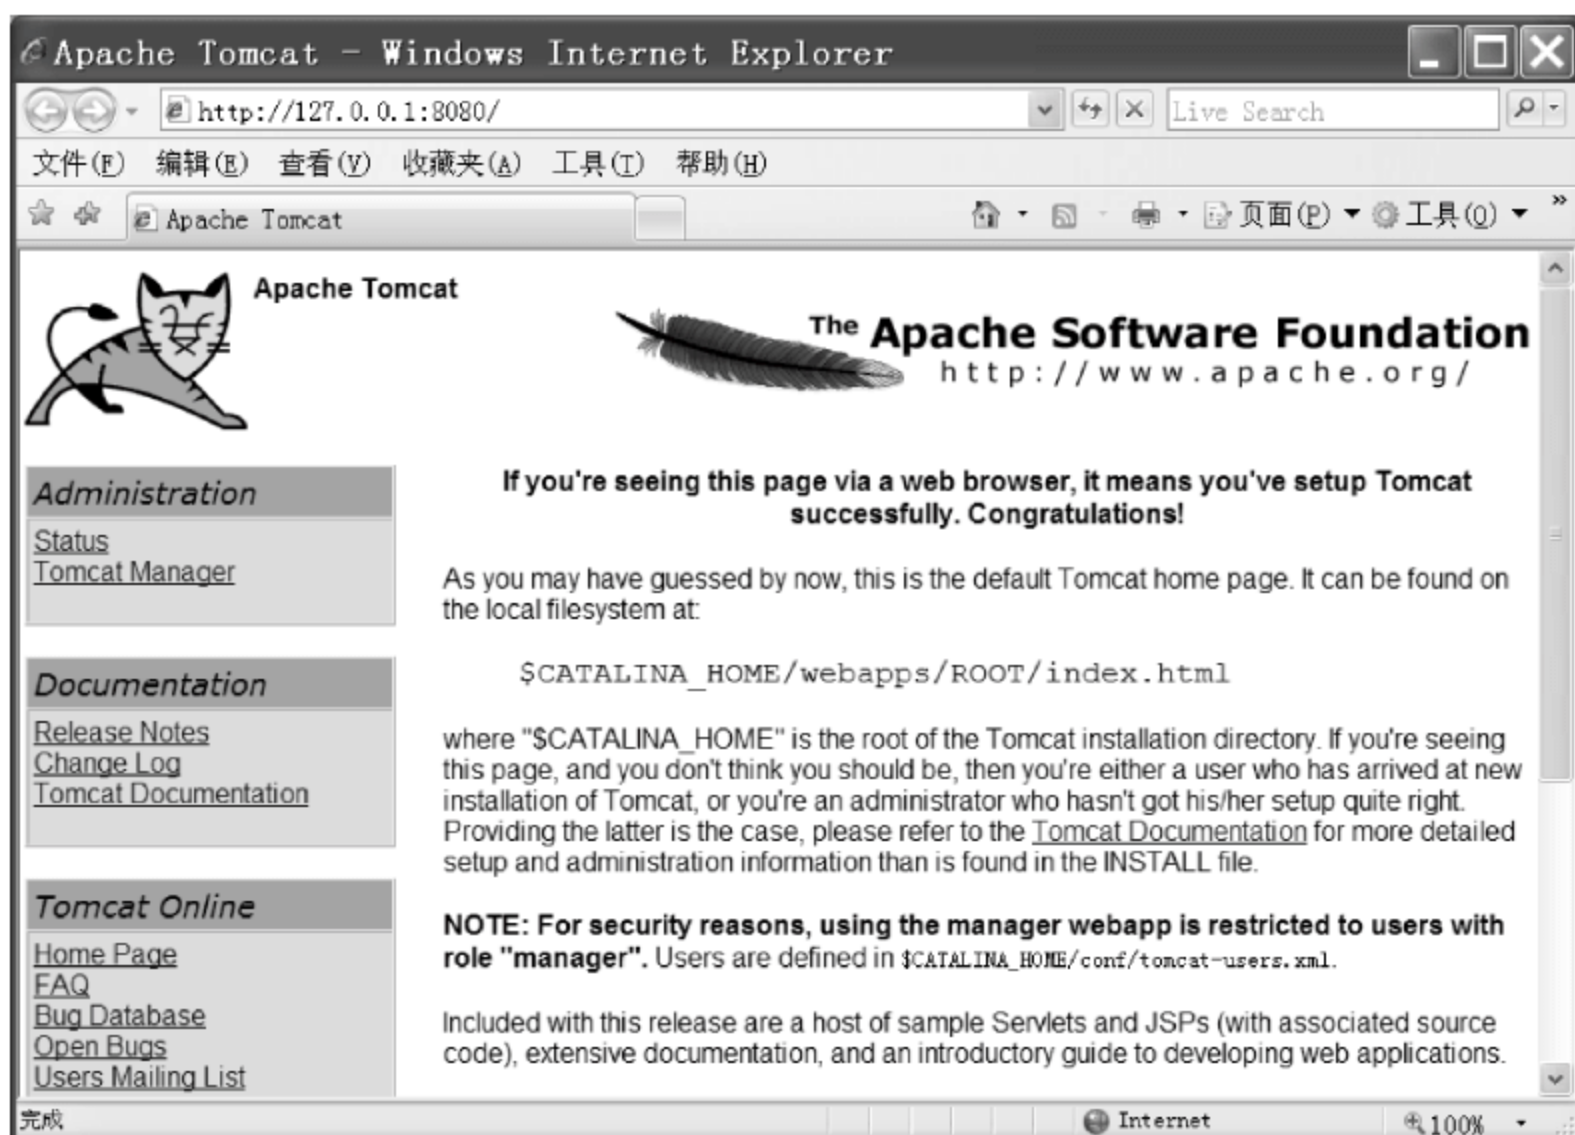 Apache Tomcat - Windows Internet Explorer
http://127.0.0.1:8080/
Live Search
文件(F) 编辑(E) 查看(V) 收藏夹(A) 工具(T) 帮助(H)
Apache Tomcat
页面(P) 工具(O) »
Apache Tomcat
The Apache Software Foundation
http://www.apache.org/
Administration
Status
Tomcat Manager
Documentation
Release Notes
Change Log
Tomcat Documentation
Tomcat Online
Home Page
FAQ
Bug Database
Open Bugs
Users Mailing List
If you're seeing this page via a web browser, it means you've setup Tomcat
successfully. Congratulations!
As you may have guessed by now, this is the default Tomcat home page. It can be found on
the local filesystem at:
$CATALINA_HOME/webapps/ROOT/index.html
where "$CATALINA_HOME" is the root of the Tomcat installation directory. If you're seeing
this page, and you don't think you should be, then you're either a user who has arrived at new
installation of Tomcat, or you're an administrator who hasn't got his/her setup quite right.
Providing the latter is the case, please refer to the Tomcat Documentation for more detailed
setup and administration information than is found in the INSTALL file.
NOTE: For security reasons, using the manager webapp is restricted to users with
role "manager". Users are defined in $CATALINA_HOME/conf/tomcat-users.xml.
Included with this release are a host of sample Servlets and JSPs (with associated source
code), extensive documentation, and an introductory guide to developing web applications.
完成
Internet
100%